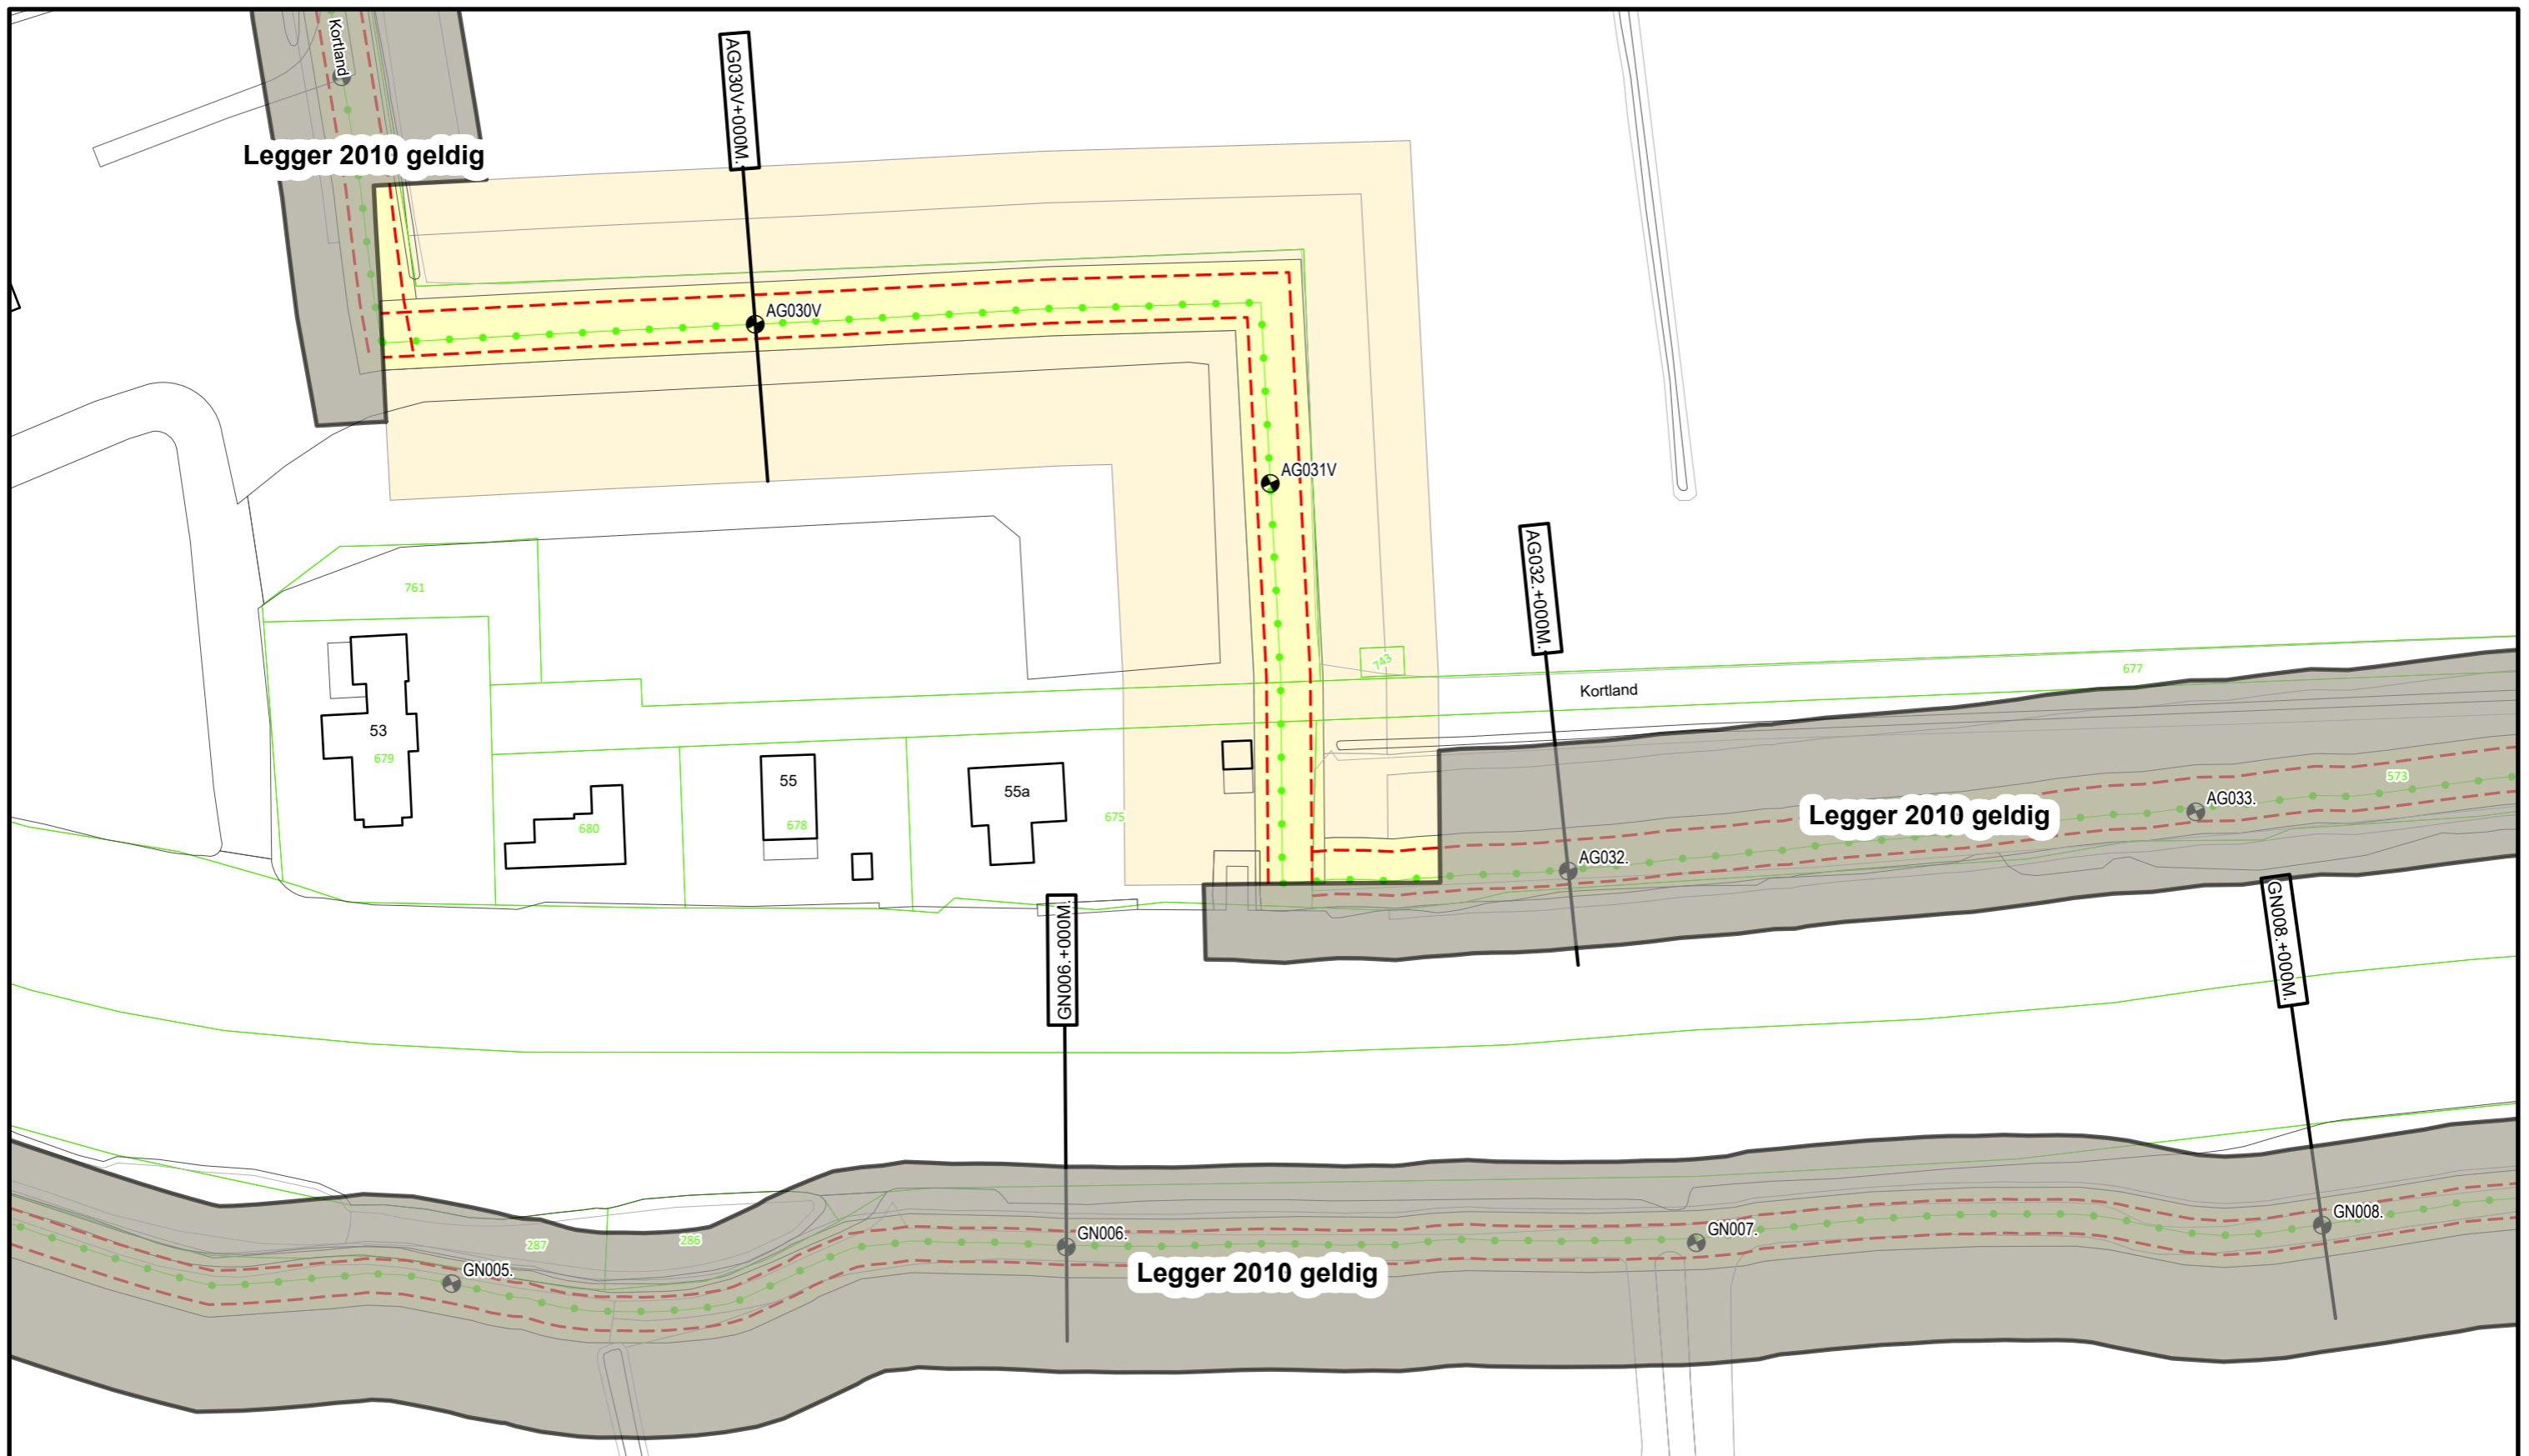 Kortland
AG030V+000M.
Legger 2010 geldig
AG030V
AG031V
AG032.+000M.
761
743
677
Kortland
53
679
55
55a
680
678
675
573
AG033.
Legger 2010 geldig
AG032.
GN006.+000M.
GN008.+000M.
GN008.
GN006.
GN007.
287
286
GN005.
Legger 2010 geldig